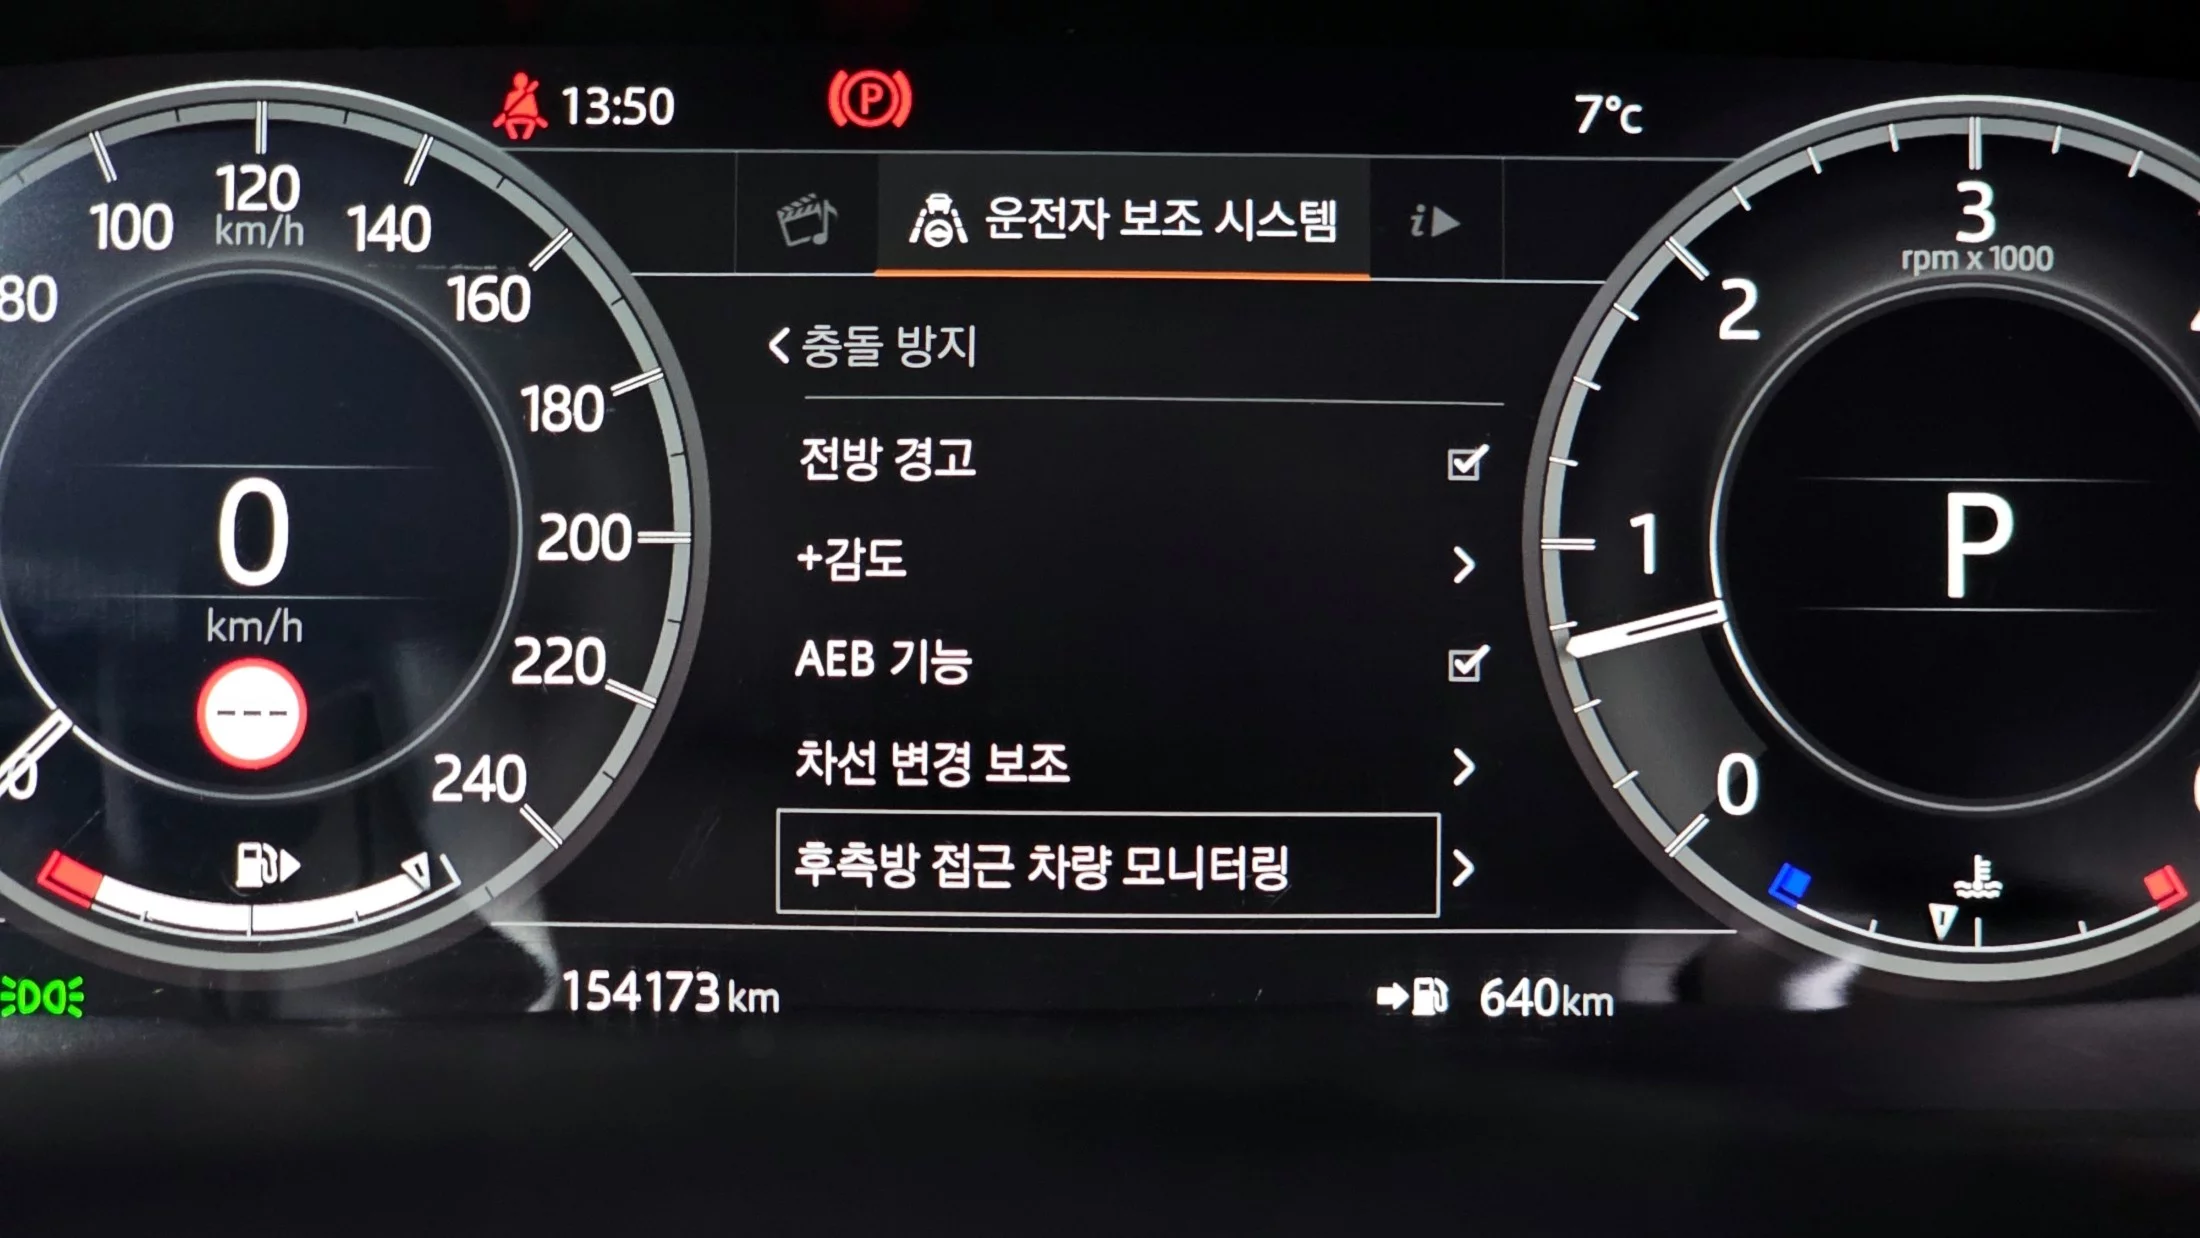 13:50
P
7°c
운전자 보조 시스템
i
80
100
120
km/h
140
160
180
200
220
240
0
km/h
---
충돌 방지
전방 경고
+감도
AEB 기능
차선 변경 보조
후측방 접근 차량 모니터링
3
rpm x 1000
2
1
0
P
154173 km
640km